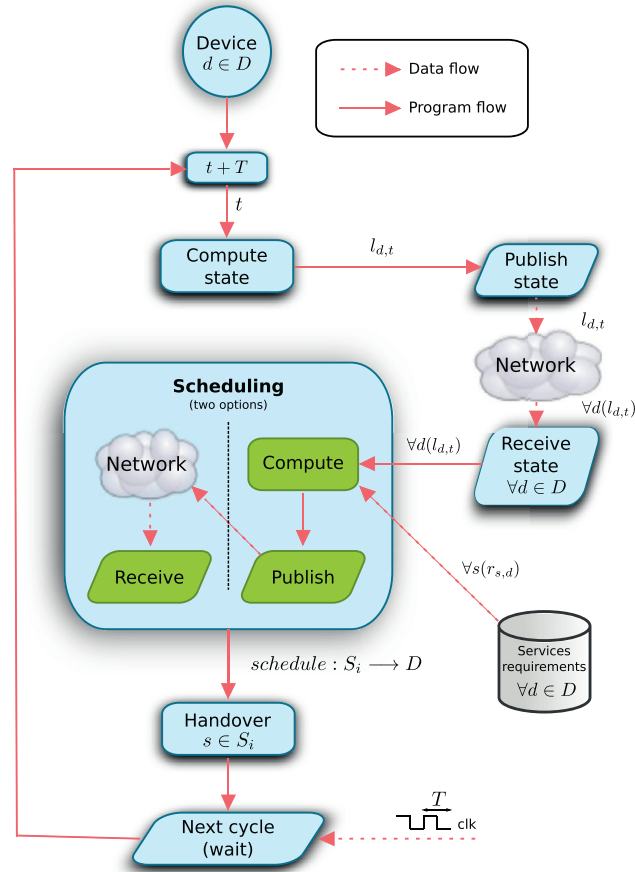 Device
d ∈ D
Data flow
Program flow
t + T
t
Compute
state
l_{d,t}
Publish
state
l_{d,t}
Network
∀d(l_{d,t})
Scheduling
(two options)
Network
Compute
∀d(l_{d,t})
Receive
state
∀d ∈ D
Receive
Publish
∀s(r_{s,d})
Services
requirements
∀d ∈ D
schedule : S_i ⟶ D
Handover
s ∈ S_i
T
clk
Next cycle
(wait)